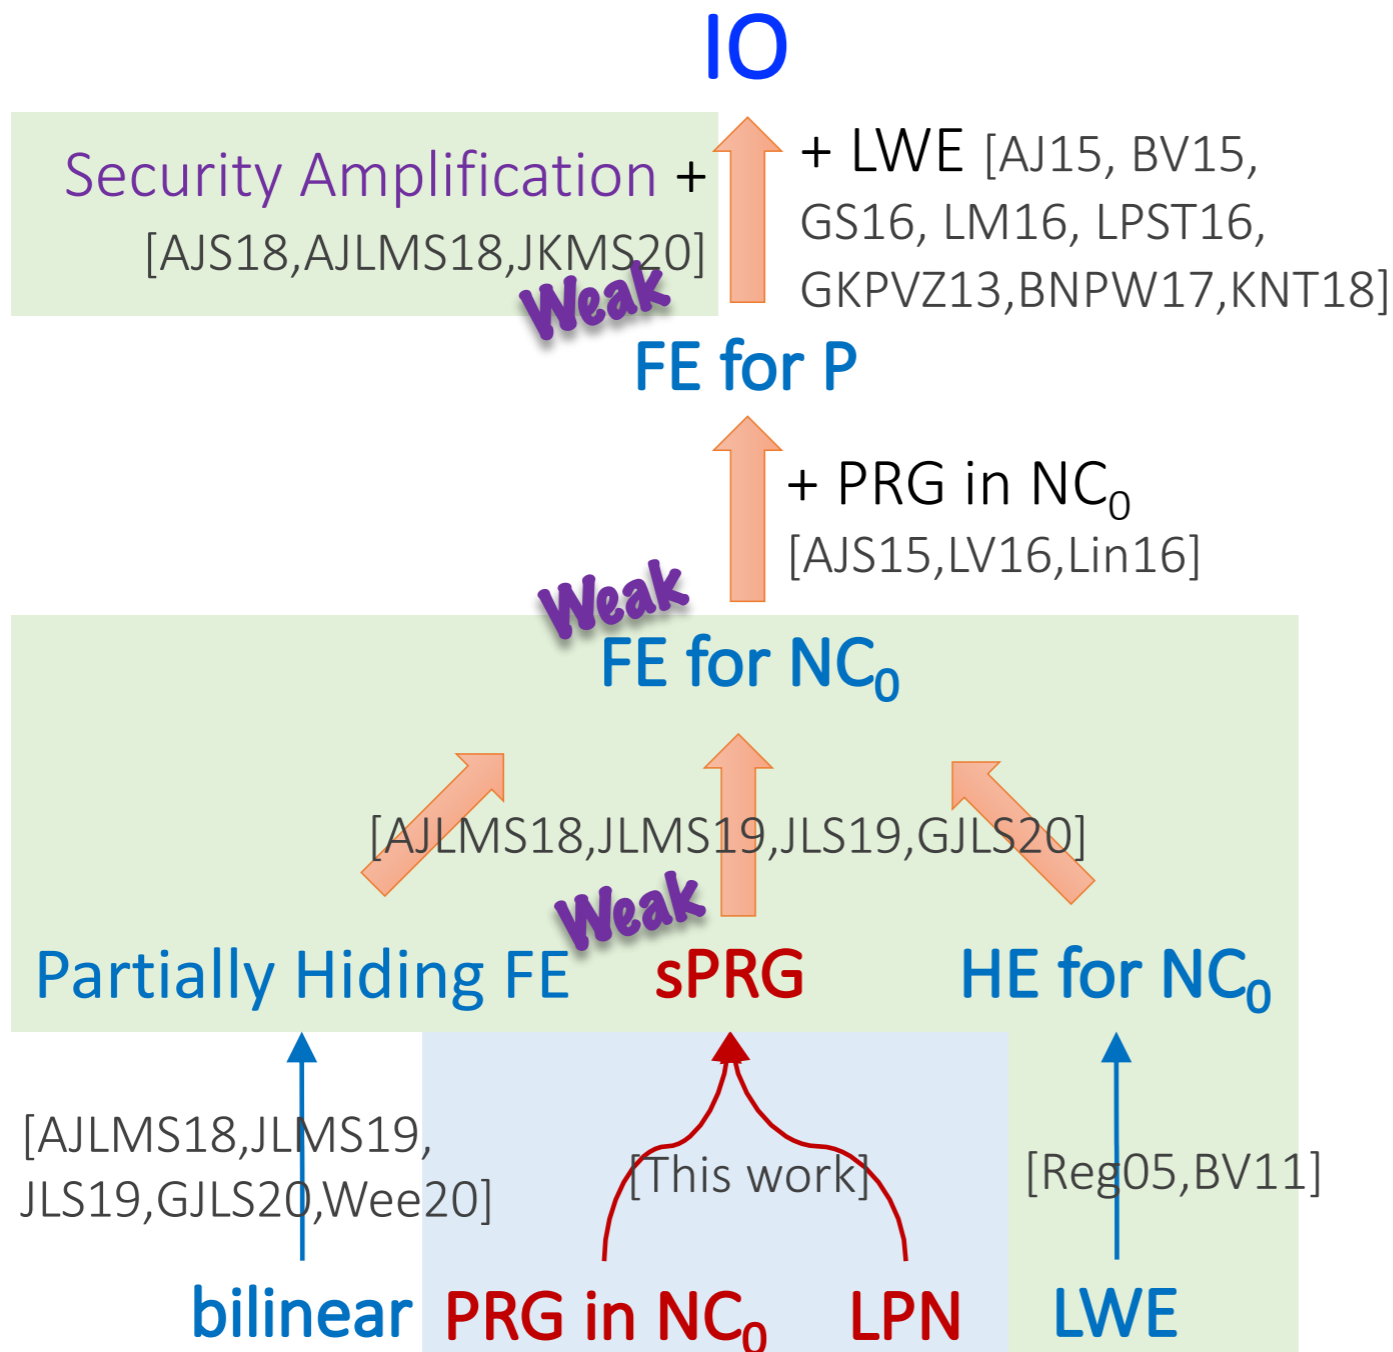 IO
Security Amplification +
[AJS18,AJLMS18,JKMS20]
+ LWE [AJ15, BV15,
GS16, LM16, LPST16,
GKPVZ13,BNPW17,KNT18]
Weak
FE for P
+ PRG in NC₀
[AJS15,LV16,Lin16]
Weak
FE for NC₀
[AJLMS18,JLMS19,JLS19,GJLS20]
Weak
Partially Hiding FE
sPRG
HE for NC₀
[AJLMS18,JLMS19,
JLS19,GJLS20,Wee20]
[This work]
[Reg05,BV11]
bilinear
PRG in NC₀
LPN
LWE